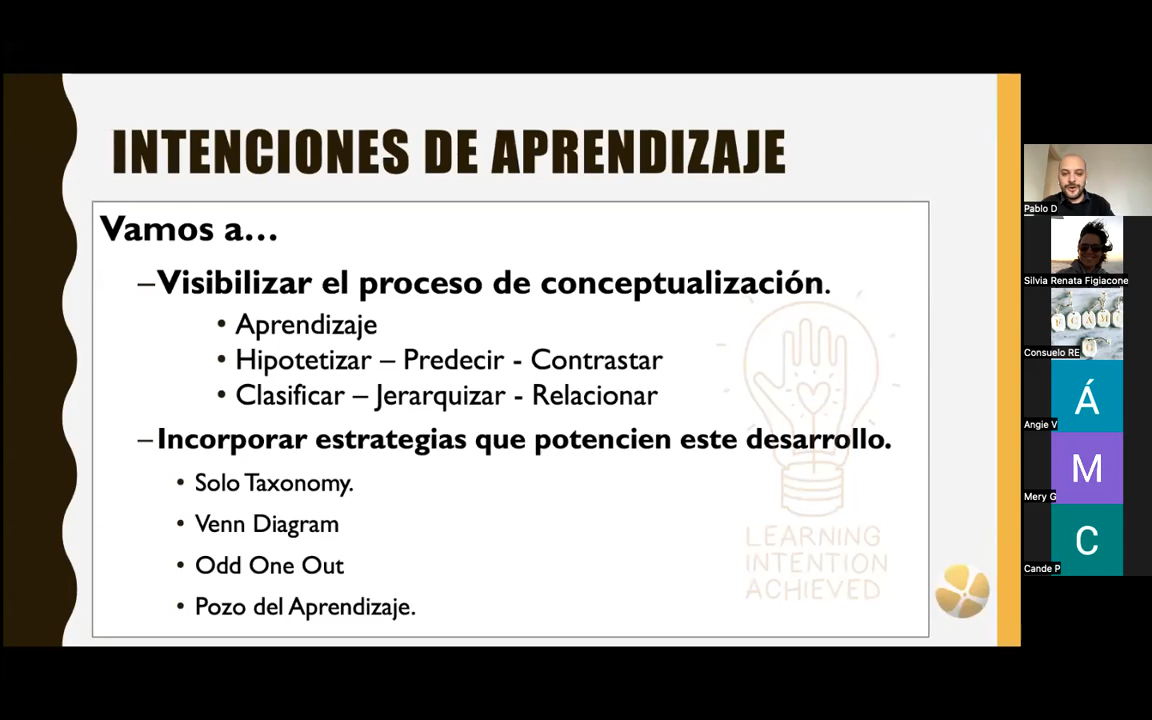 INTENCIONES DE APRENDIZAJE
Vamos a…
–Visibilizar el proceso de conceptualización.
• Aprendizaje
• Hipotetizar – Predecir - Contrastar
• Clasificar – Jerarquizar - Relacionar
–Incorporar estrategias que potencien este desarrollo.
• Solo Taxonomy.
• Venn Diagram
• Odd One Out
• Pozo del Aprendizaje.
LEARNING
INTENTION
ACHIEVED
Pablo D
Silvia Renata Figiacone
Consuelo RE
Á
Angie V
M
Mery G
C
Cande P